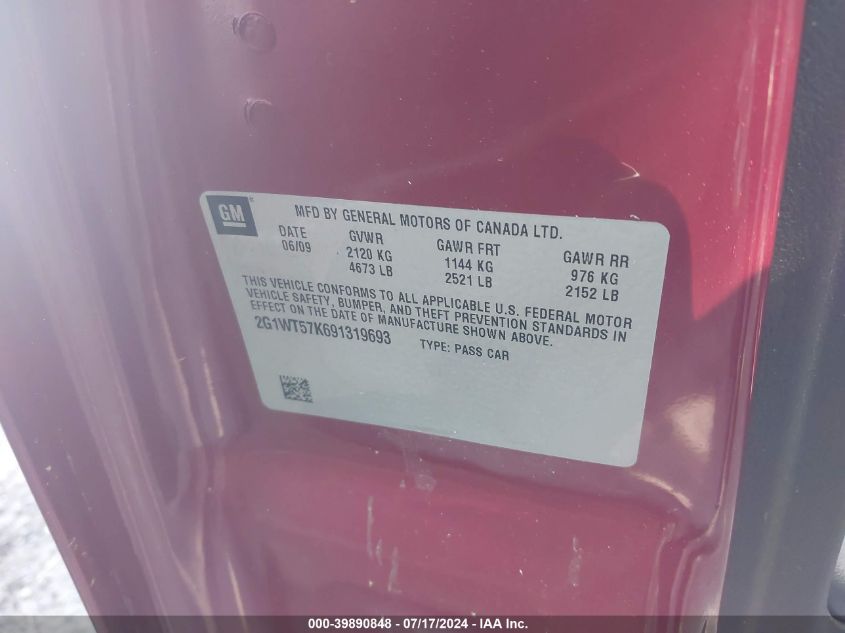 GM
MFD BY GENERAL MOTORS OF CANADA LTD.
DATE GVWR GAWR FRT GAWR RR
06/09 2120 KG 1144 KG 976 KG
4673 LB 2521 LB 2152 LB
THIS VEHICLE CONFORMS TO ALL APPLICABLE U.S. FEDERAL MOTOR
VEHICLE SAFETY, BUMPER, AND THEFT PREVENTION STANDARDS IN
EFFECT ON THE DATE OF MANUFACTURE SHOWN ABOVE.
2G1WT57K691319693 TYPE: PASS CAR
000-39890848 - 07/17/2024 - IAA Inc.